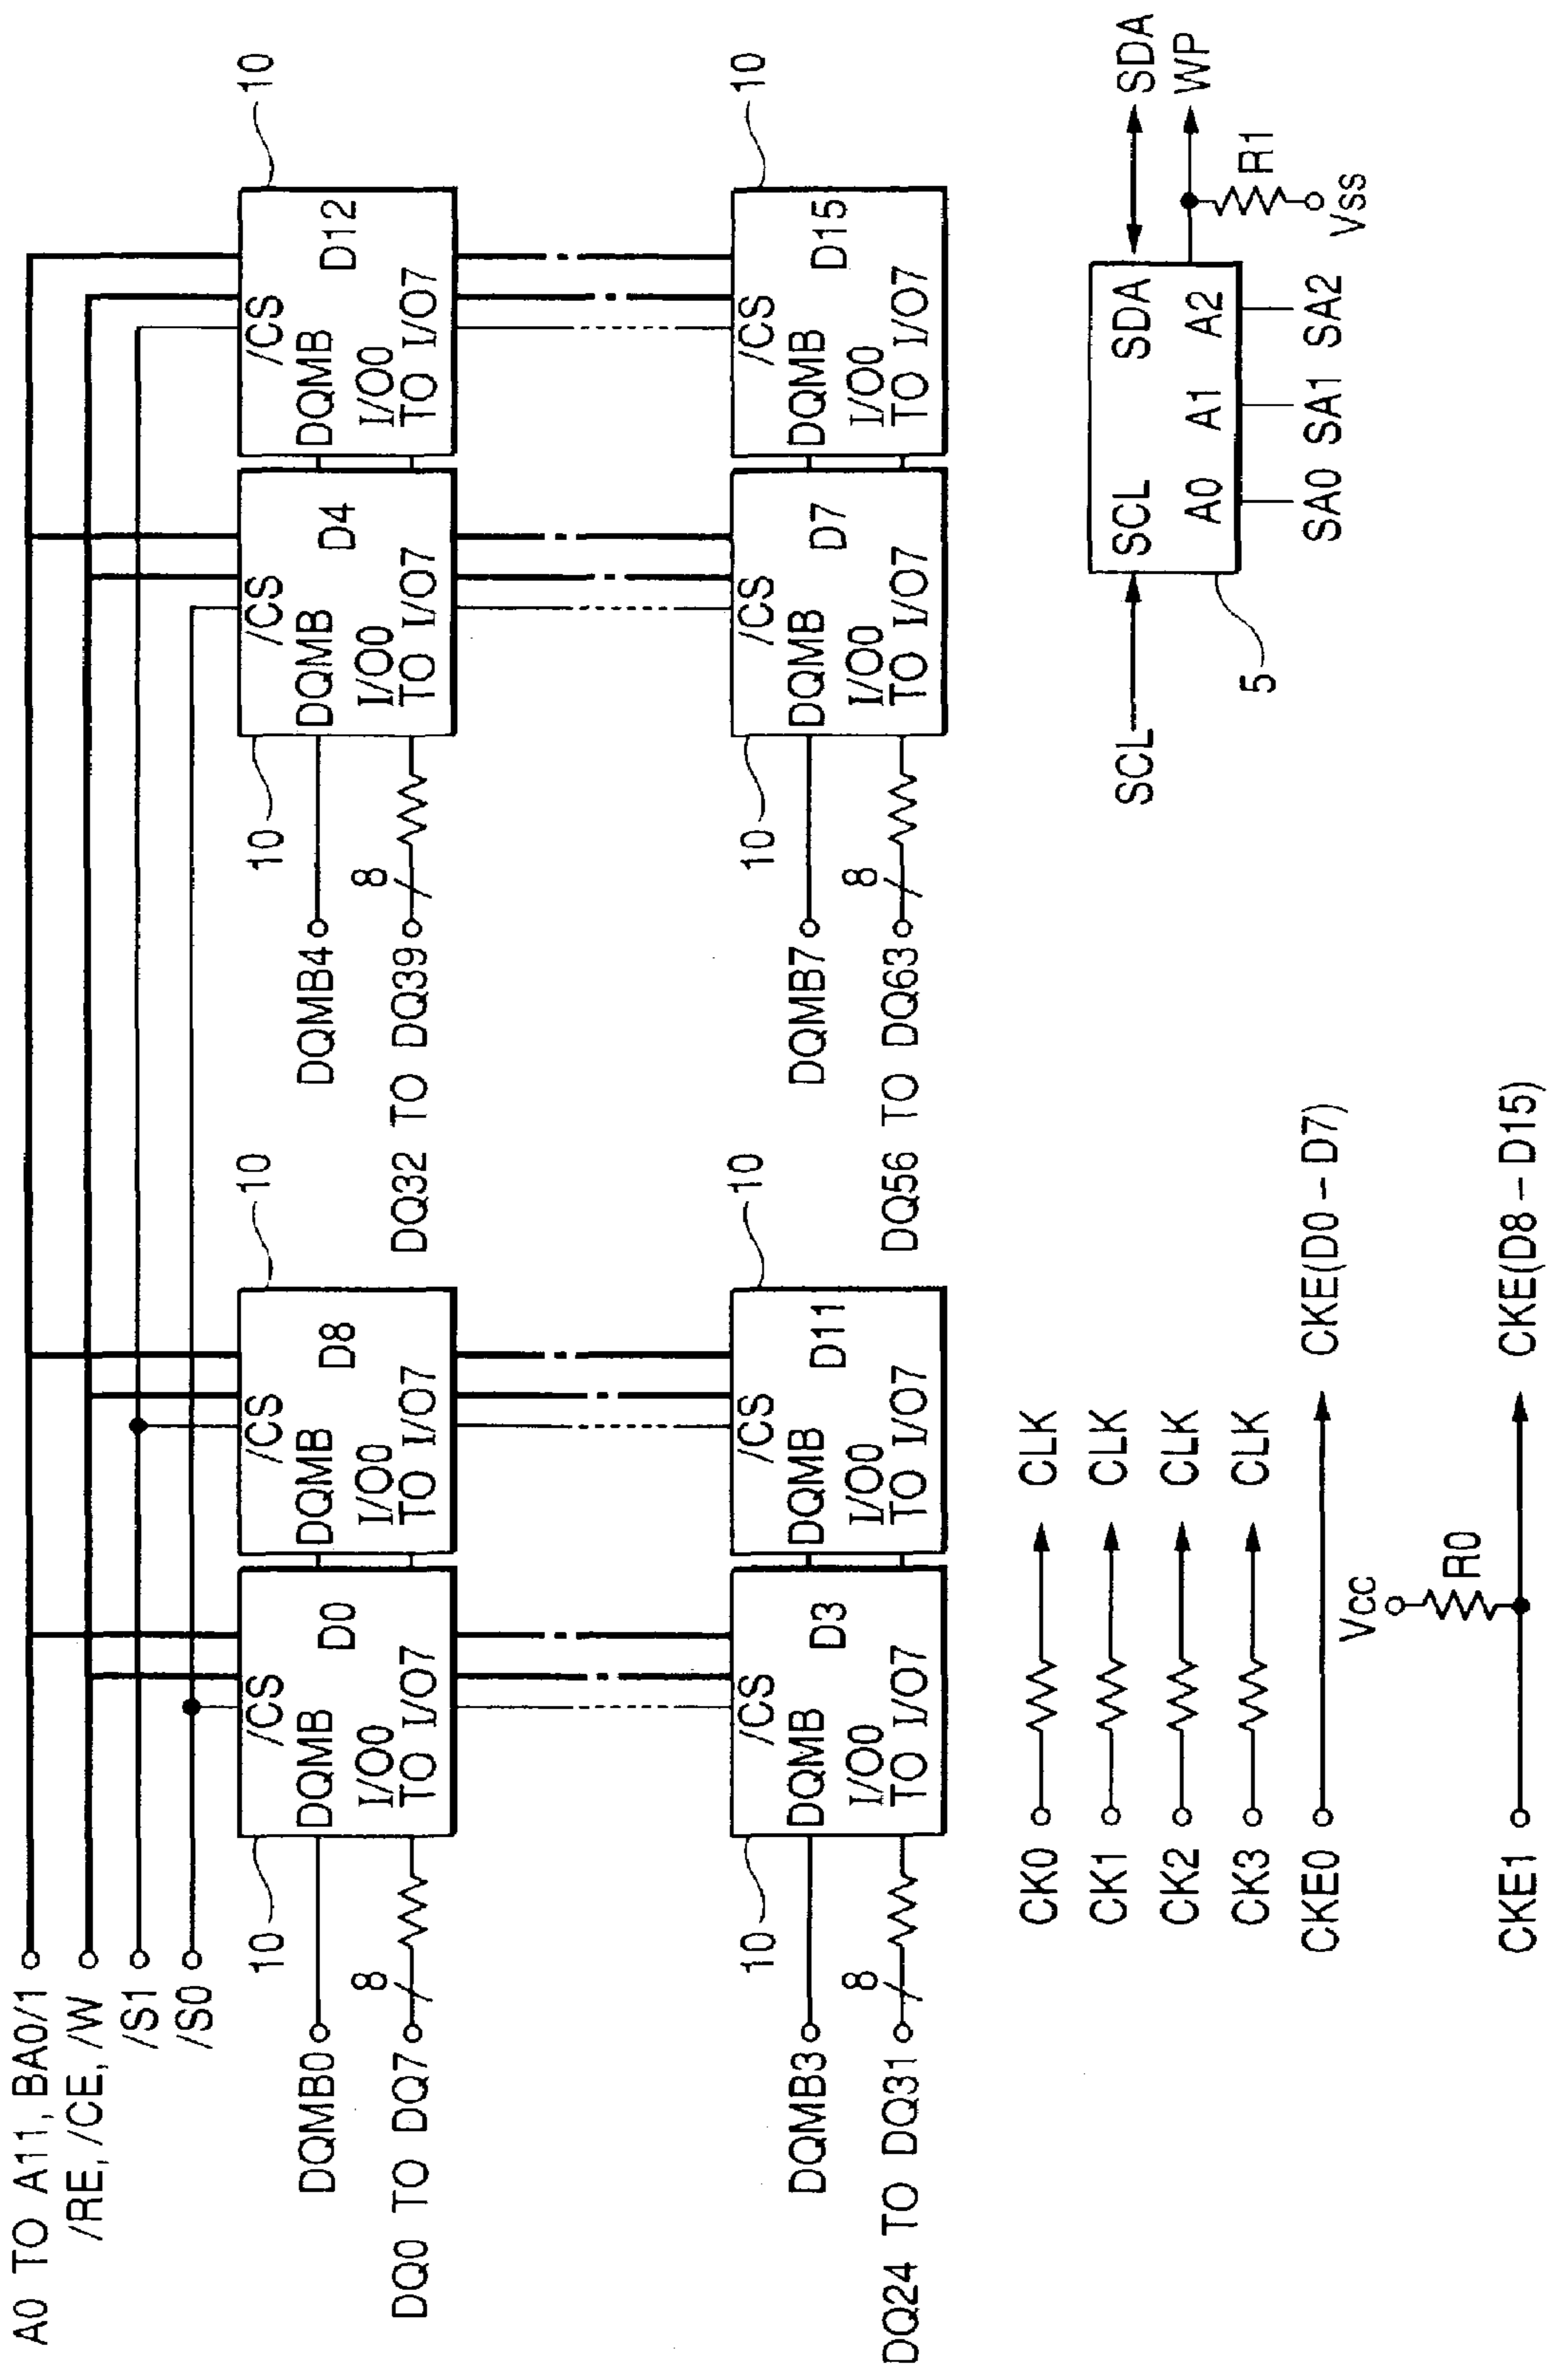 A0 TO A11, BA0/1
/RE, /CE, /W
/S1
/S0
10
/CS
DQMB
D0
I/O0
TO I/O7
DQMB0
8
DQ0 TO DQ7
10
/CS
DQMB
D8
I/O0
TO I/O7
10
/CS
DQMB
D4
I/O0
TO I/O7
DQMB4
8
DQ32 TO DQ39
10
/CS
DQMB
D12
I/O0
TO I/O7
10
/CS
DQMB
D3
I/O0
TO I/O7
DQMB3
8
DQ24 TO DQ31
10
/CS
DQMB
D11
I/O0
TO I/O7
10
/CS
DQMB
D7
I/O0
TO I/O7
DQMB7
8
DQ56 TO DQ63
10
/CS
DQMB
D15
I/O0
TO I/O7
CK0 CLK
CK1 CLK
CK2 CLK
CK3 CLK
CKE0 CKE(D0 – D7)
Vcc
R0
CKE1 CKE(D8 – D15)
SCL
SCL SDA
SDA
WP
A0 A1 A2
R1
Vss
5
SA0 SA1 SA2